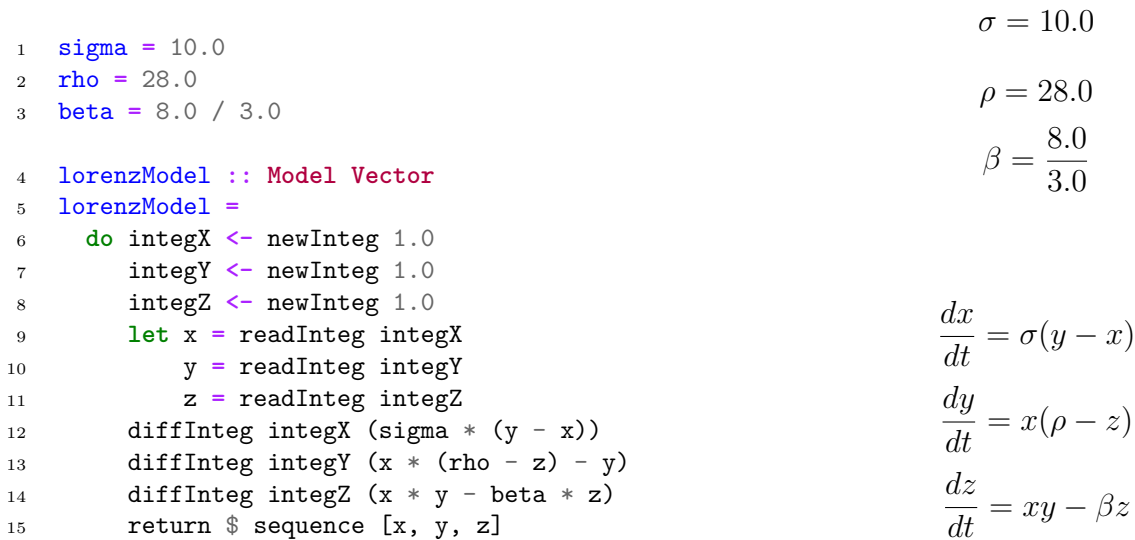 1 sigma = 10.0
2 rho = 28.0
3 beta = 8.0 / 3.0
4 lorenzModel :: Model Vector
5 lorenzModel =
6 do integX <- newInteg 1.0
7 integY <- newInteg 1.0
8 integZ <- newInteg 1.0
9 let x = readInteg integX
10 y = readInteg integY
11 z = readInteg integZ
12 diffInteg integX (sigma * (y - x))
13 diffInteg integY (x * (rho - z) - y)
14 diffInteg integZ (x * y - beta * z)
15 return $ sequence [x, y, z]
σ = 10.0
ρ = 28.0
β = 8.0/3.0
dx/dt = σ(y − x)
dy/dt = x(ρ − z)
dz/dt = xy − βz